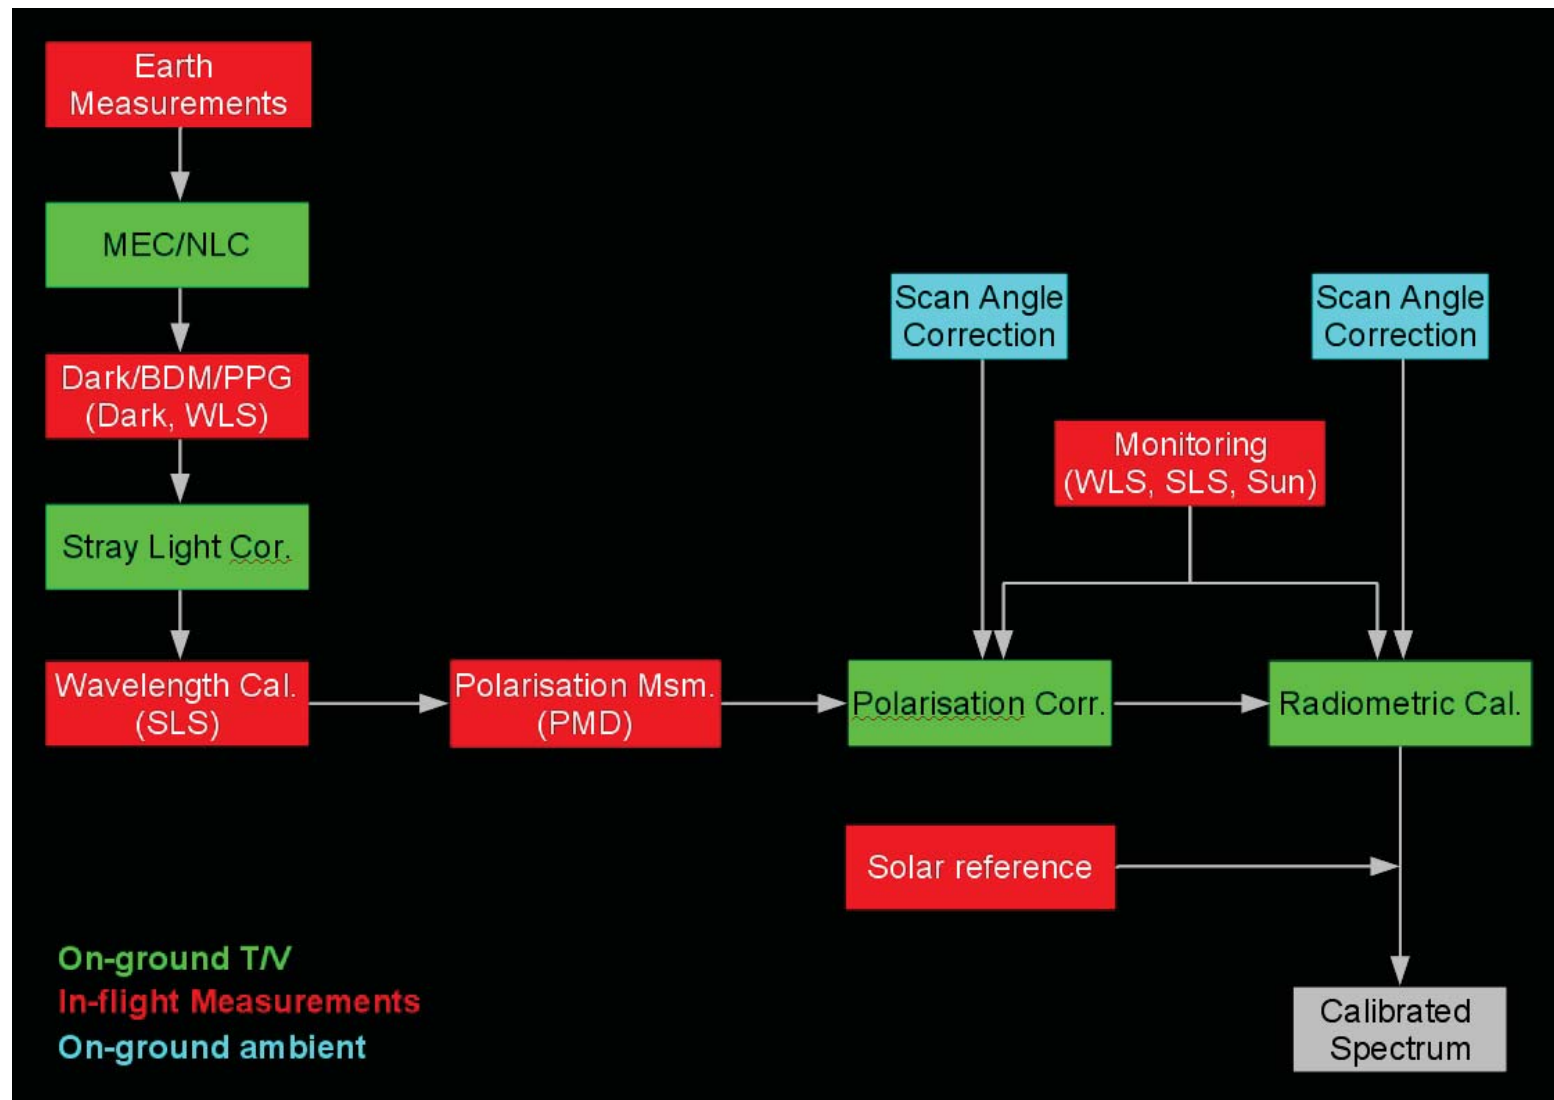 Earth
Measurements
MEC/NLC
Scan Angle
Correction
Scan Angle
Correction
Dark/BDM/PPG
(Dark, WLS)
Monitoring
(WLS, SLS, Sun)
Stray Light Cor.
Wavelength Cal.
(SLS)
Polarisation Msm.
(PMD)
Polarisation Corr.
Radiometric Cal.
Solar reference
On-ground T/V
In-flight Measurements
On-ground ambient
Calibrated
Spectrum